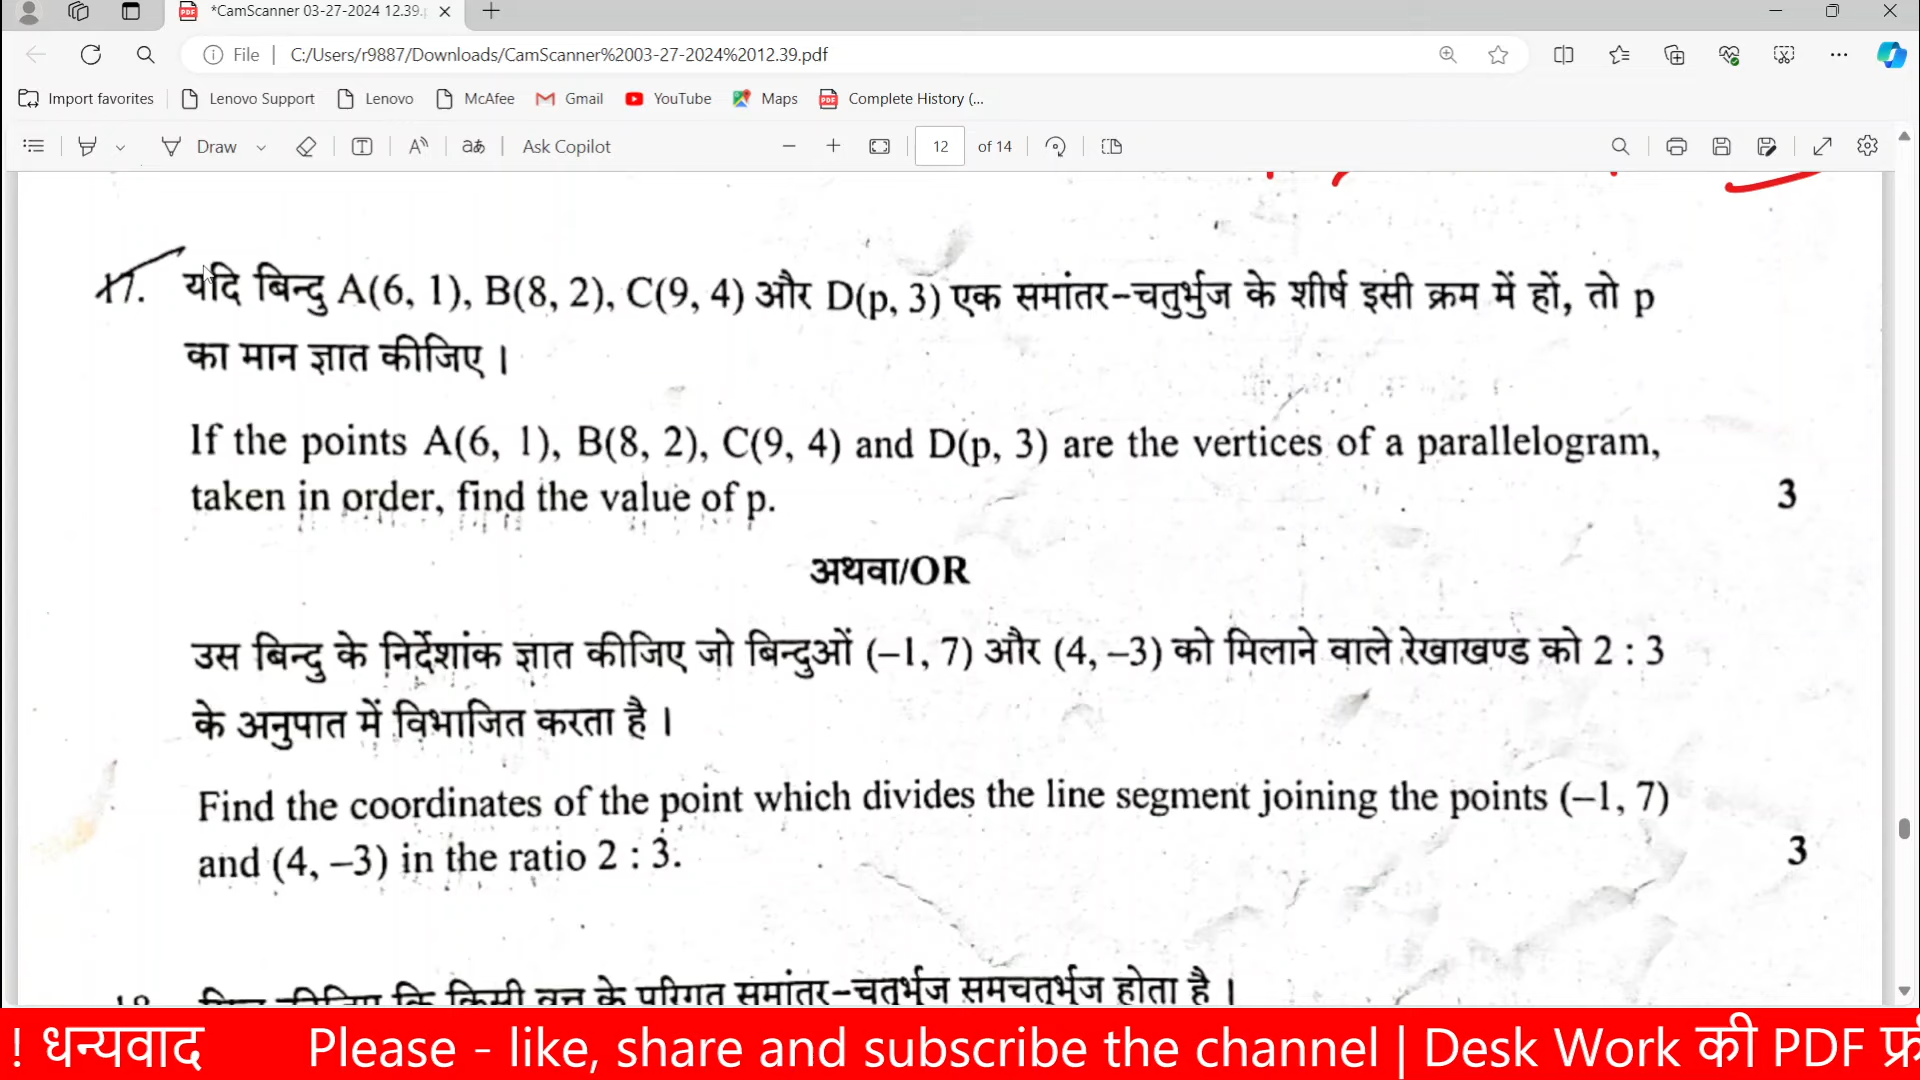 *CamScanner 03-27-2024 12.39.
File | C:/Users/r9887/Downloads/CamScanner%2003-27-2024%2012.39.pdf
Import favorites Lenovo Support Lenovo McAfee Gmail YouTube Maps Complete History (...
Draw Ask Copilot 12 of 14
17. यदि बिन्दु A(6, 1), B(8, 2), C(9, 4) और D(p, 3) एक समांतर-चतुर्भुज के शीर्ष इसी क्रम में हों, तो p
का मान ज्ञात कीजिए ।
If the points A(6, 1), B(8, 2), C(9, 4) and D(p, 3) are the vertices of a parallelogram,
taken in order, find the value of p. 3
अथवा/OR
उस बिन्दु के निर्देशांक ज्ञात कीजिए जो बिन्दुओं (–1, 7) और (4, –3) को मिलाने वाले रेखाखण्ड को 2 : 3
के अनुपात में विभाजित करता है ।
Find the coordinates of the point which divides the line segment joining the points (–1, 7)
and (4, –3) in the ratio 2 : 3. 3
कीजिए कि किसी वृत्त के परिगत समांतर-चतुर्भुज समचतुर्भुज होता है ।
! धन्यवाद Please - like, share and subscribe the channel | Desk Work की PDF